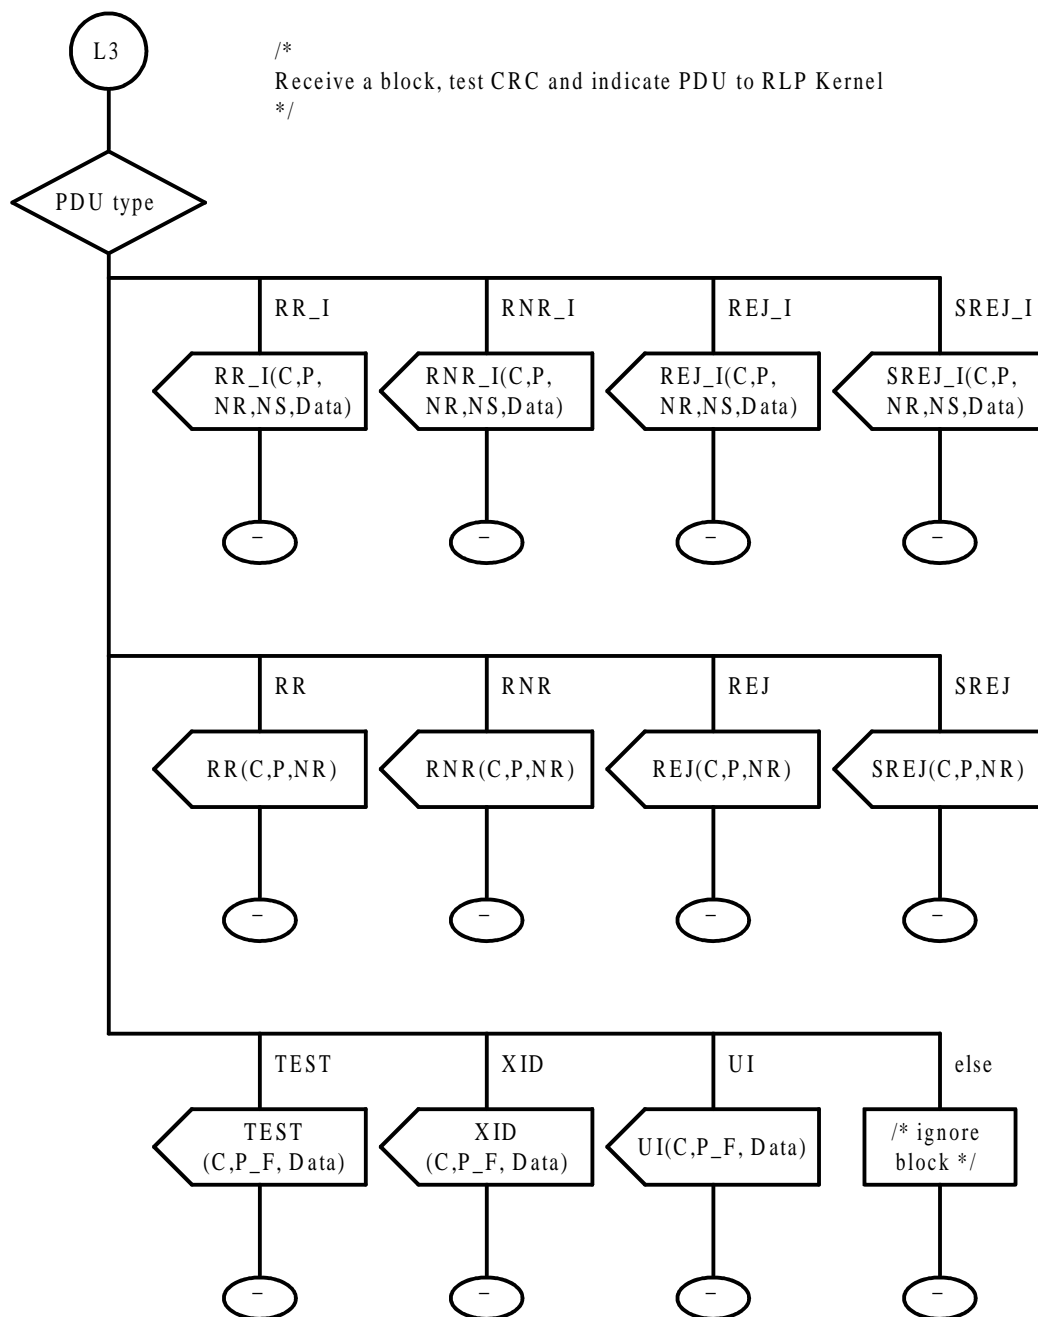 L3
/*
Receive a block, test CRC and indicate PDU to RLP Kernel
*/
PDU type
RR_I
RNR_I
REJ_I
SREJ_I
RR_I(C,P,
NR,NS,Data)
RNR_I(C,P,
NR,NS,Data)
REJ_I(C,P,
NR,NS,Data)
SREJ_I(C,P,
NR,NS,Data)
–
–
–
–
RR
RNR
REJ
SREJ
RR(C,P,NR)
RNR(C,P,NR)
REJ(C,P,NR)
SREJ(C,P,NR)
–
–
–
–
TEST
XID
UI
else
TEST
(C,P_F, Data)
XID
(C,P_F, Data)
UI(C,P_F, Data)
/* ignore
block */
–
–
–
–